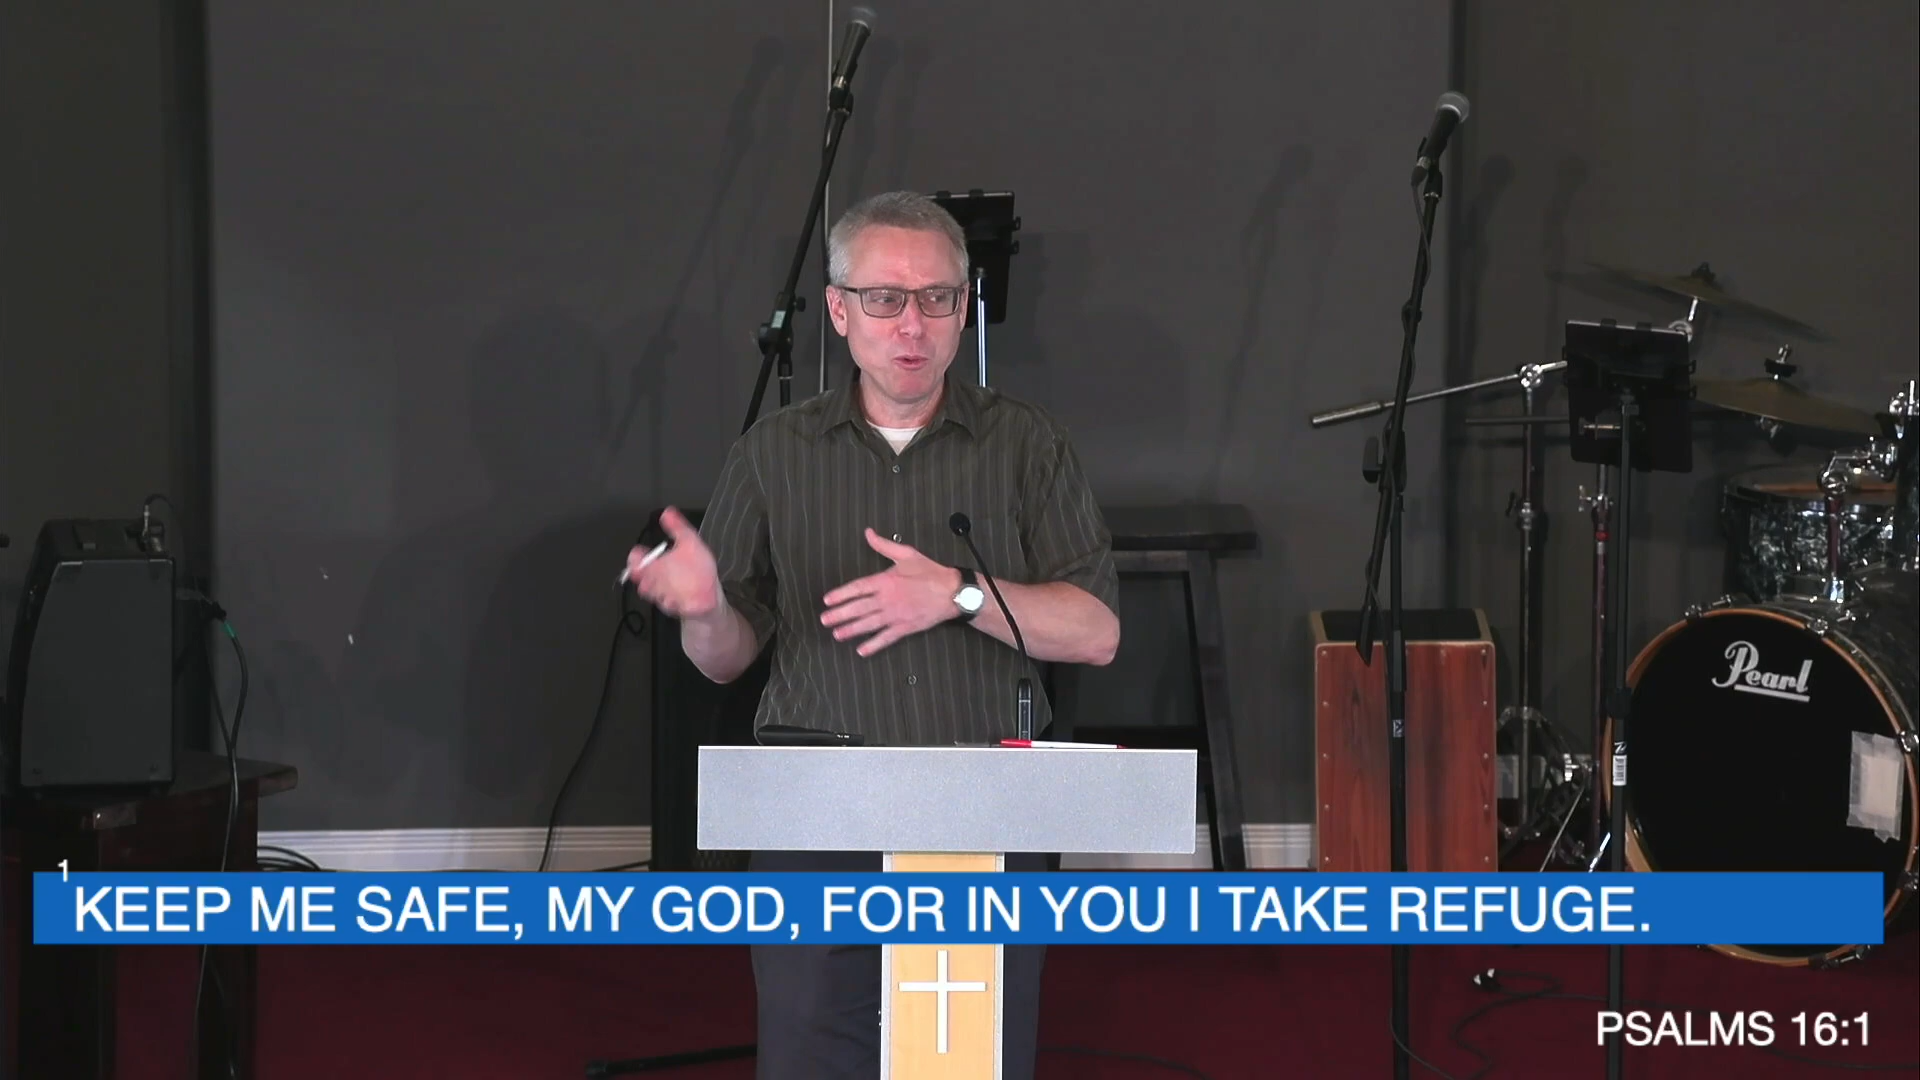 Pearl
1 KEEP ME SAFE, MY GOD, FOR IN YOU I TAKE REFUGE.
PSALMS 16:1